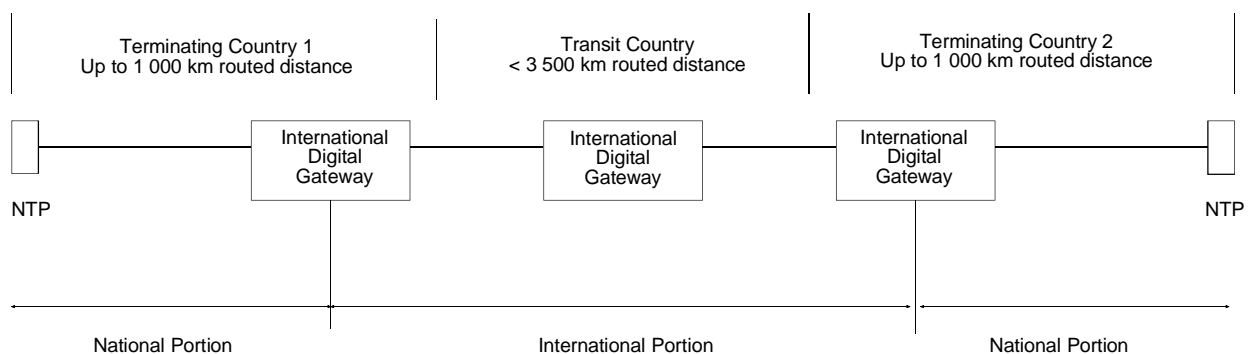 Terminating Country 1
Up to 1 000 km routed distance
Transit Country
< 3 500 km routed distance
Terminating Country 2
Up to 1 000 km routed distance
International
Digital
Gateway
International
Digital
Gateway
International
Digital
Gateway
NTP
NTP
National Portion
International Portion
National Portion